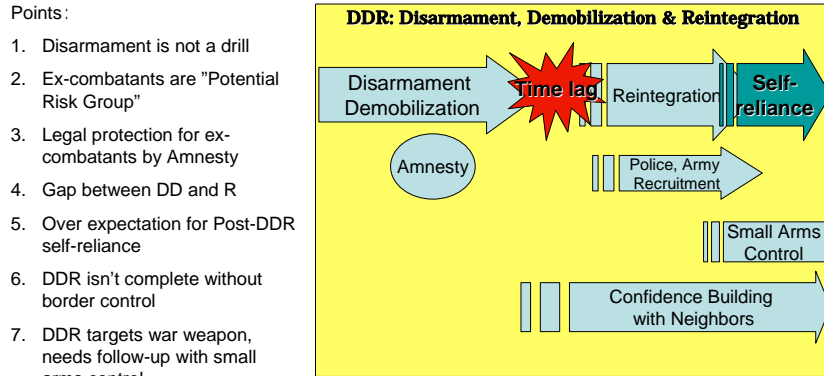 Points:
1. Disarmament is not a drill
2. Ex-combatants are ”Potential
Risk Group”
3. Legal protection for ex-
combatants by Amnesty
4. Gap between DD and R
5. Over expectation for Post-DDR
self-reliance
6. DDR isn’t complete without
border control
7. DDR targets war weapon,
needs follow-up with small
arms control
DDR: Disarmament, Demobilization & Reintegration
Disarmament
Demobilization
Time lag
Reintegration
Self-
reliance
Amnesty
Police, Army
Recruitment
Small Arms
Control
Confidence Building
with Neighbors